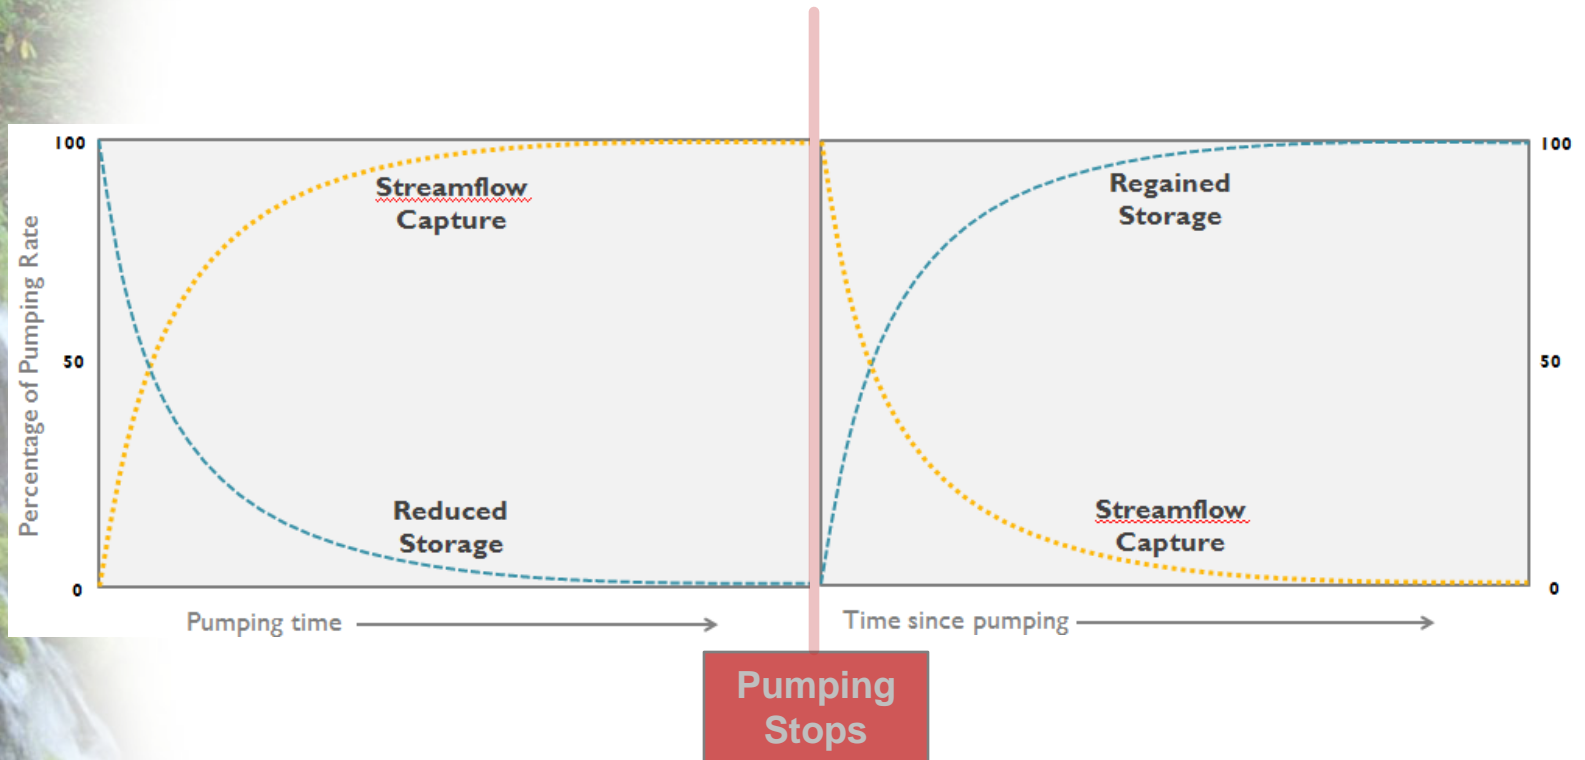 100
Streamflow
Capture
Percentage of Pumping Rate
50
Reduced
Storage
0
Pumping time
100
Regained
Storage
50
Streamflow
Capture
0
Time since pumping
Pumping
Stops